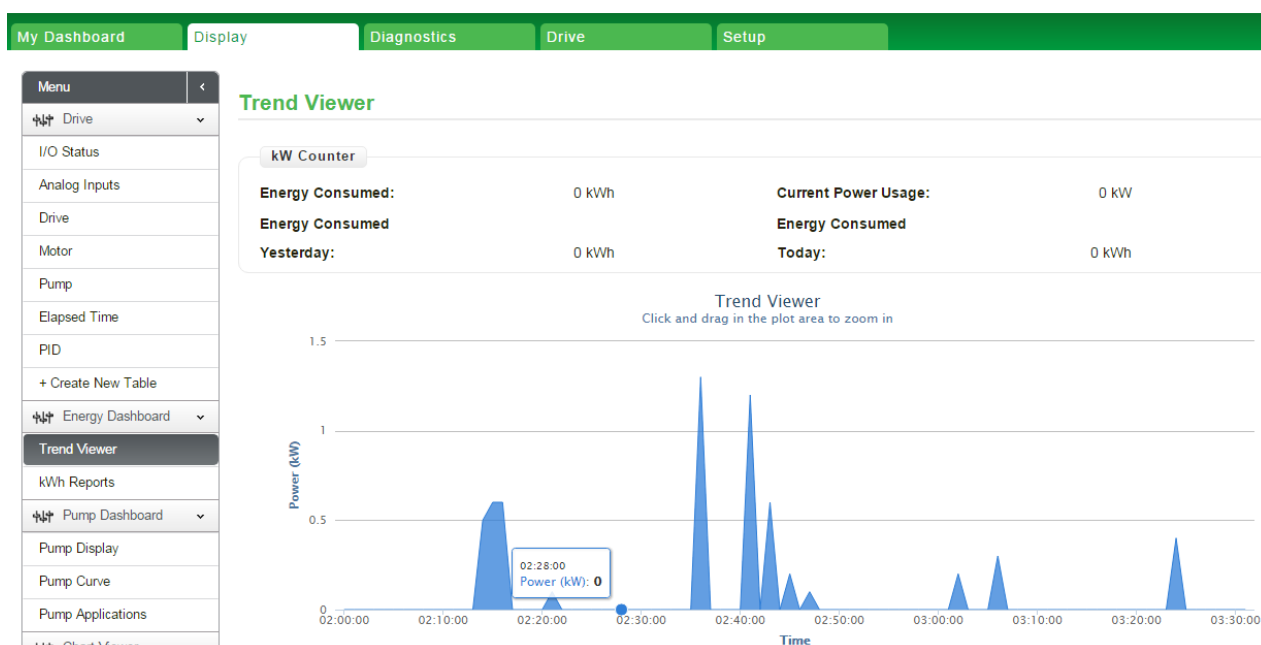 My Dashboard
Display
Diagnostics
Drive
Setup
Menu
Drive
I/O Status
Analog Inputs
Drive
Motor
Pump
Elapsed Time
PID
+ Create New Table
Energy Dashboard
Trend Viewer
kWh Reports
Pump Dashboard
Pump Display
Pump Curve
Pump Applications
Trend Viewer
kW Counter
Energy Consumed: 0 kWh Current Power Usage: 0 kW
Energy Consumed Energy Consumed
Yesterday: 0 kWh Today: 0 kWh
Trend Viewer
Click and drag in the plot area to zoom in
1.5
1
0.5
0
Power (kW)
02:28:00
Power (kW): 0
02:00:00 02:10:00 02:20:00 02:30:00 02:40:00 02:50:00 03:00:00 03:10:00 03:20:00 03:30:00
Time